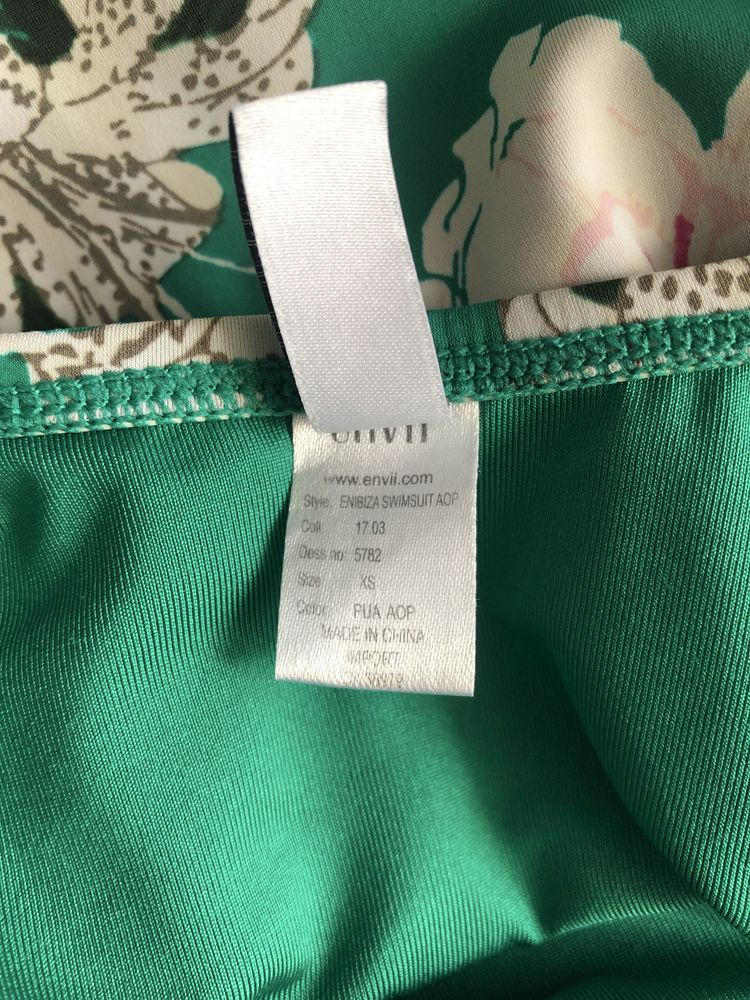 envii
www.envii.com
Style: ENIBIZA SWIMSUIT AOP
Coll: 17.03
Dess no: 5782
Size: XS
Color: PUA AOP
MADE IN CHINA
IMPORT